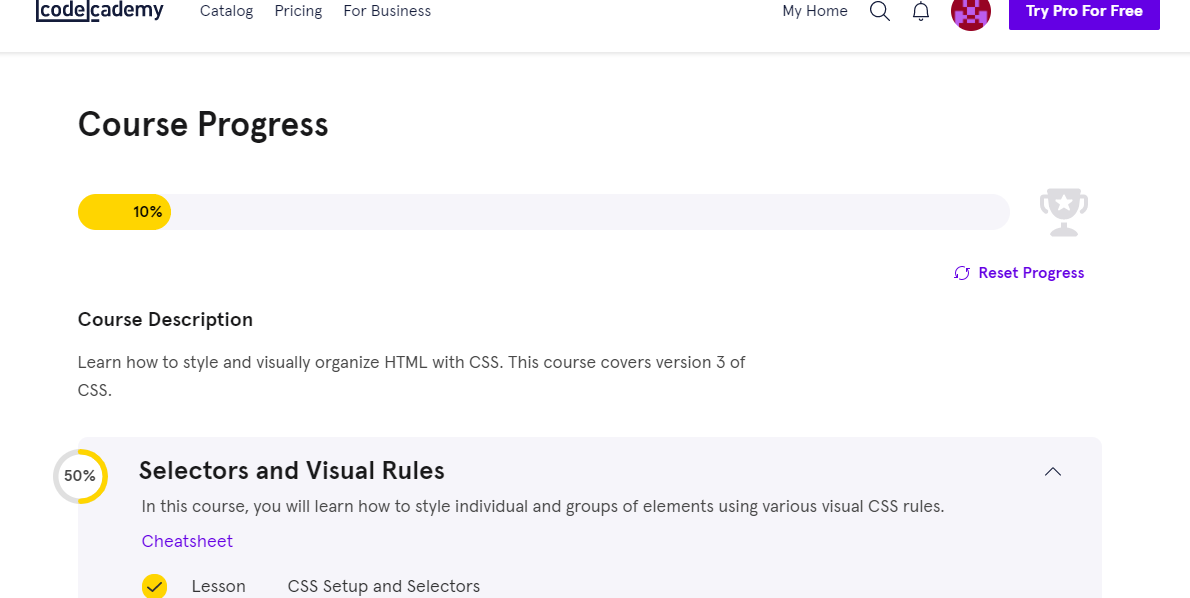 code|cademy Catalog Pricing For Business My Home Try Pro For Free
Course Progress
10%
Reset Progress
Course Description
Learn how to style and visually organize HTML with CSS. This course covers version 3 of
CSS.
50% Selectors and Visual Rules
In this course, you will learn how to style individual and groups of elements using various visual CSS rules.
Cheatsheet
Lesson CSS Setup and Selectors